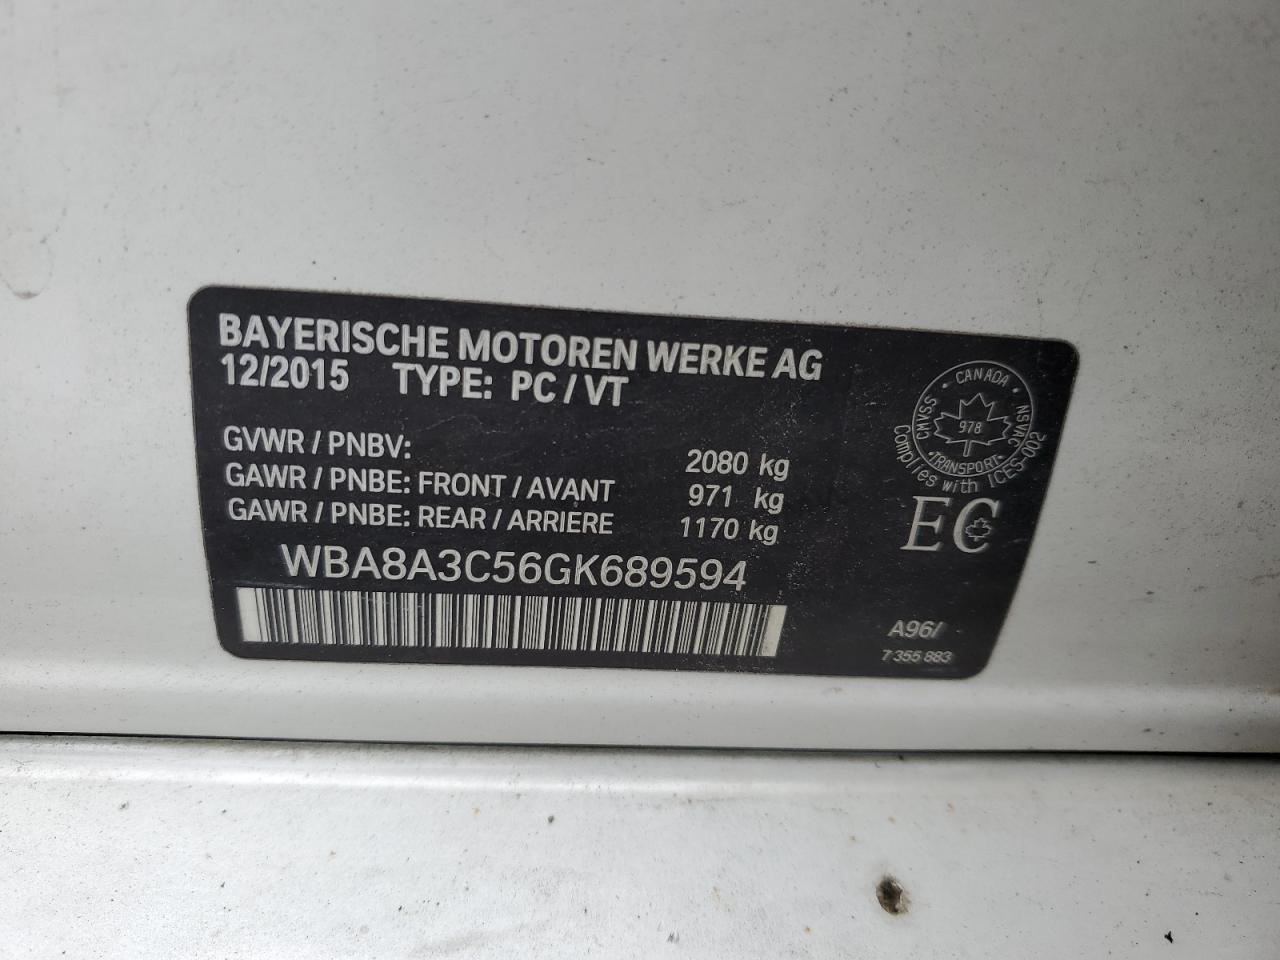 BAYERISCHE MOTOREN WERKE AG
12/2015 TYPE: PC / VT
GVWR / PNBV: 2080 kg
GAWR / PNBE: FRONT / AVANT 971 kg
GAWR / PNBE: REAR / ARRIERE 1170 kg
WBA8A3C56GK689594
CANADA
CMVS.S
NSVAC
978
TRANSPORT
Complies with ICES-002
EC
A96/
7 355 883